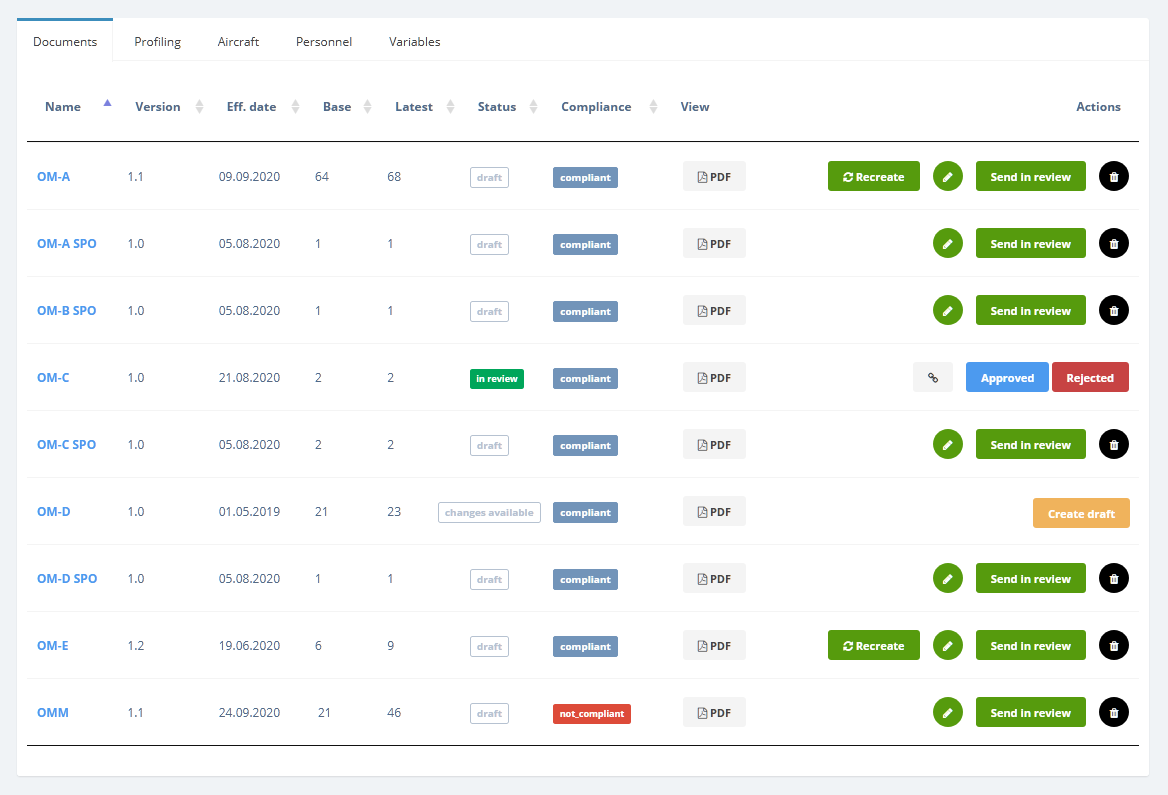 Documents Profiling Aircraft Personnel Variables
Name Version Eff. date Base Latest Status Compliance View Actions
OM-A 1.1 09.09.2020 64 68 draft compliant PDF Recreate Send in review
OM-A SPO 1.0 05.08.2020 1 1 draft compliant PDF Send in review
OM-B SPO 1.0 05.08.2020 1 1 draft compliant PDF Send in review
OM-C 1.0 21.08.2020 2 2 in review compliant PDF Approved Rejected
OM-C SPO 1.0 05.08.2020 2 2 draft compliant PDF Send in review
OM-D 1.0 01.05.2019 21 23 changes available compliant PDF Create draft
OM-D SPO 1.0 05.08.2020 1 1 draft compliant PDF Send in review
OM-E 1.2 19.06.2020 6 9 draft compliant PDF Recreate Send in review
OMM 1.1 24.09.2020 21 46 draft not_compliant PDF Send in review